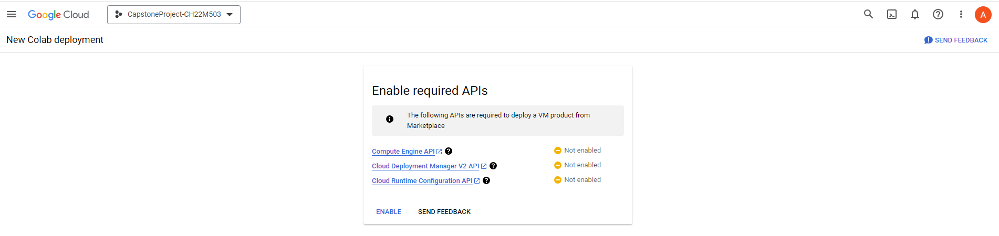 Google Cloud
CapstoneProject-CH22M503
A
New Colab deployment
SEND FEEDBACK
Enable required APIs
The following APIs are required to deploy a VM product from
Marketplace
Compute Engine API
Not enabled
Cloud Deployment Manager V2 API
Not enabled
Cloud Runtime Configuration API
Not enabled
ENABLE
SEND FEEDBACK